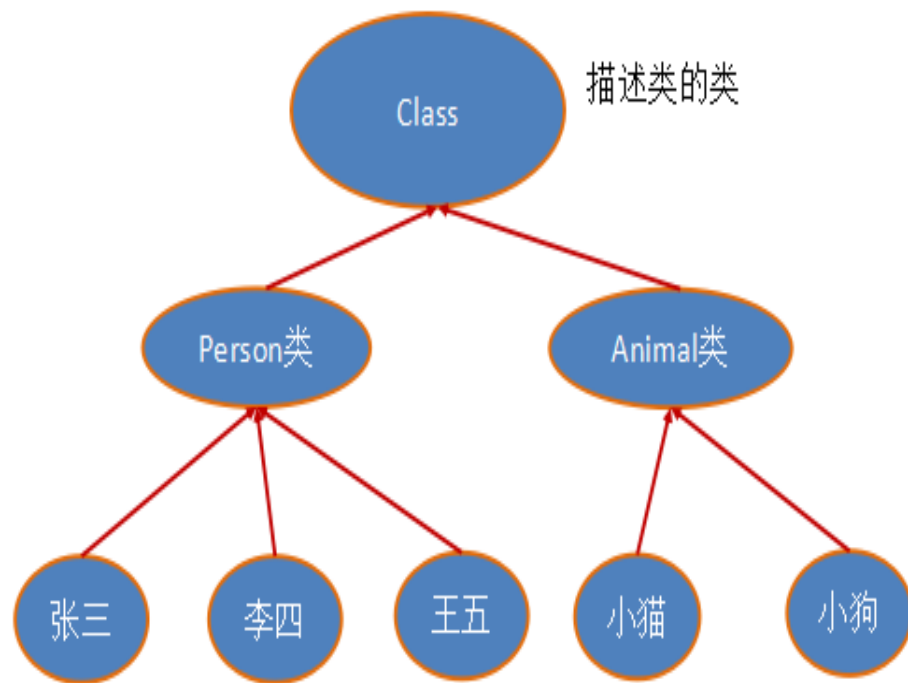 Class
描述类的类
Person类
Animal类
张三
李四
王五
小猫
小狗